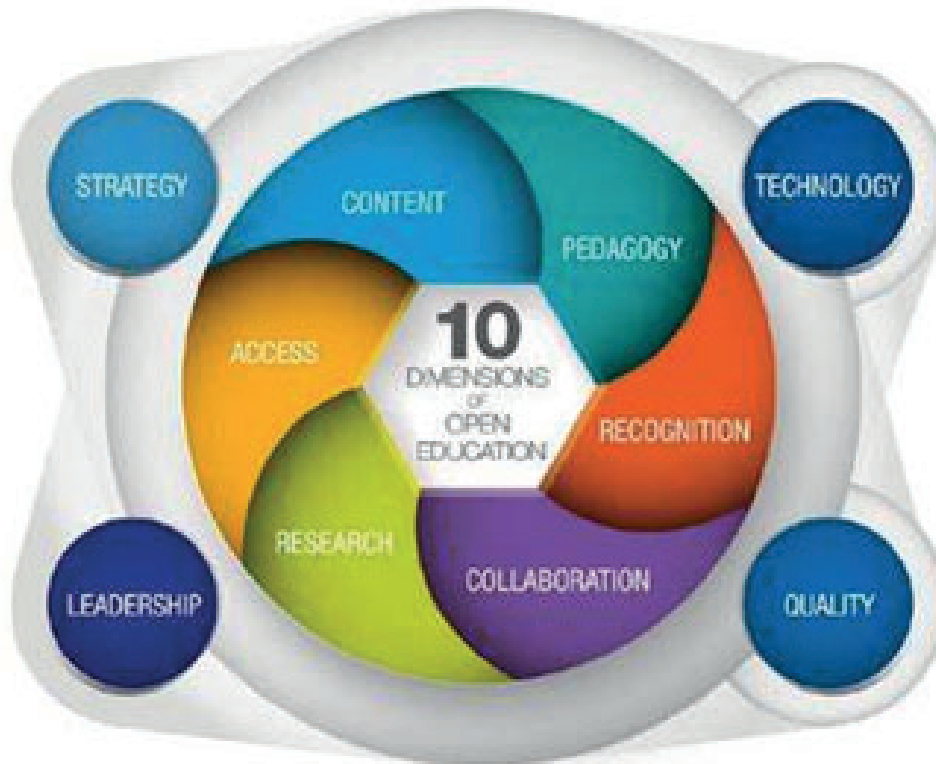 STRATEGY
TECHNOLOGY
CONTENT
PEDAGOGY
ACCESS
10
DIMENSIONS
OF
OPEN
EDUCATION
RECOGNITION
RESEARCH
COLLABORATION
LEADERSHIP
QUALITY